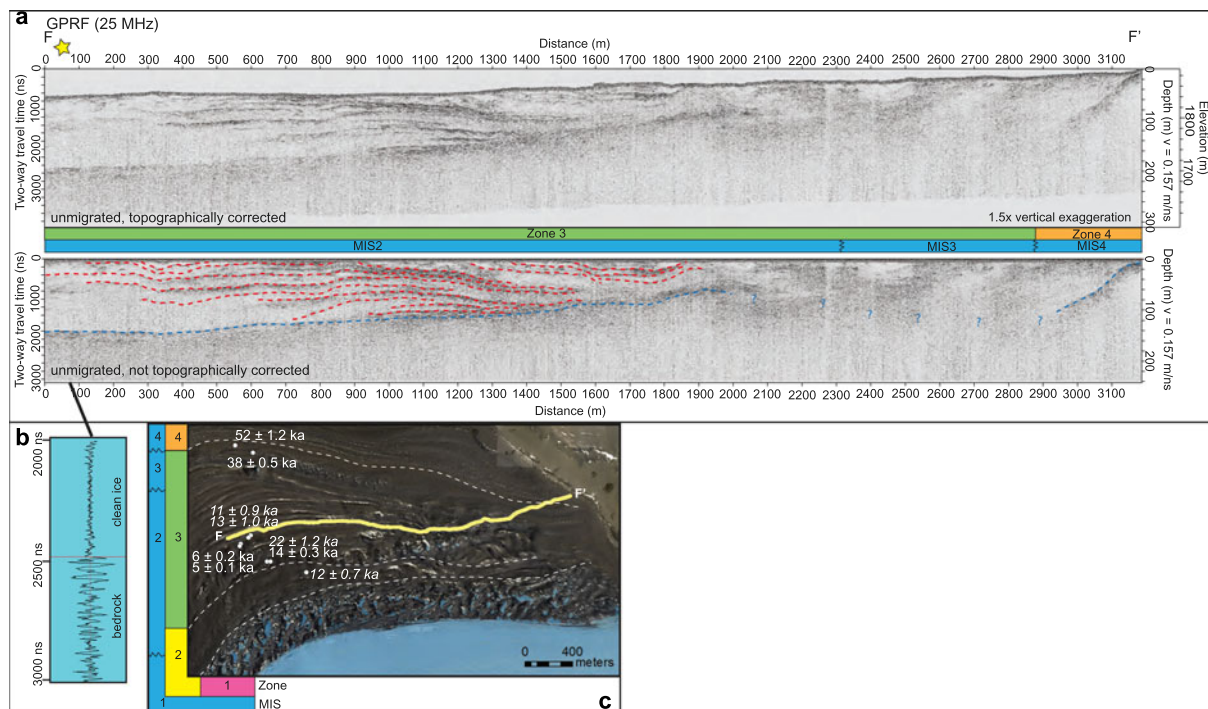 a
GPRF (25 MHz)
F
F'
Distance (m)
0 100 200 300 400 500 600 700 800 900 1000 1100 1200 1300 1400 1500 1600 1700 1800 1900 2000 2100 2200 2300 2400 2500 2600 2700 2800 2900 3000 3100
Two-way travel time (ns)
0
1000
2000
3000
0
100
200
300
Depth (m) v = 0.157 m/ns
1800
1700
Elevation (m)
unmigrated, topographically corrected
1.5x vertical exaggeration
Zone 3
Zone 4
MIS2
MIS3
MIS4
Two-way travel time (ns)
0
1000
2000
3000
? ? ? ? ? ?
0
100
200
Depth (m) v = 0.157 m/ns
unmigrated, not topographically corrected
0 100 200 300 400 500 600 700 800 900 1000 1100 1200 1300 1400 1500 1600 1700 1800 1900 2000 2100 2200 2300 2400 2500 2600 2700 2800 2900 3000 3100
Distance (m)
b
2000 ns
2500 ns
3000 ns
clean ice
bedrock
4 4
3
2 3
2
1
1 Zone
MIS
52 ± 1.2 ka
38 ± 0.5 ka
11 ± 0.9 ka
13 ± 1.0 ka
F
F'
22 ± 1.2 ka
6 ± 0.2 ka
14 ± 0.3 ka
5 ± 0.1 ka
12 ± 0.7 ka
0 400
meters
c